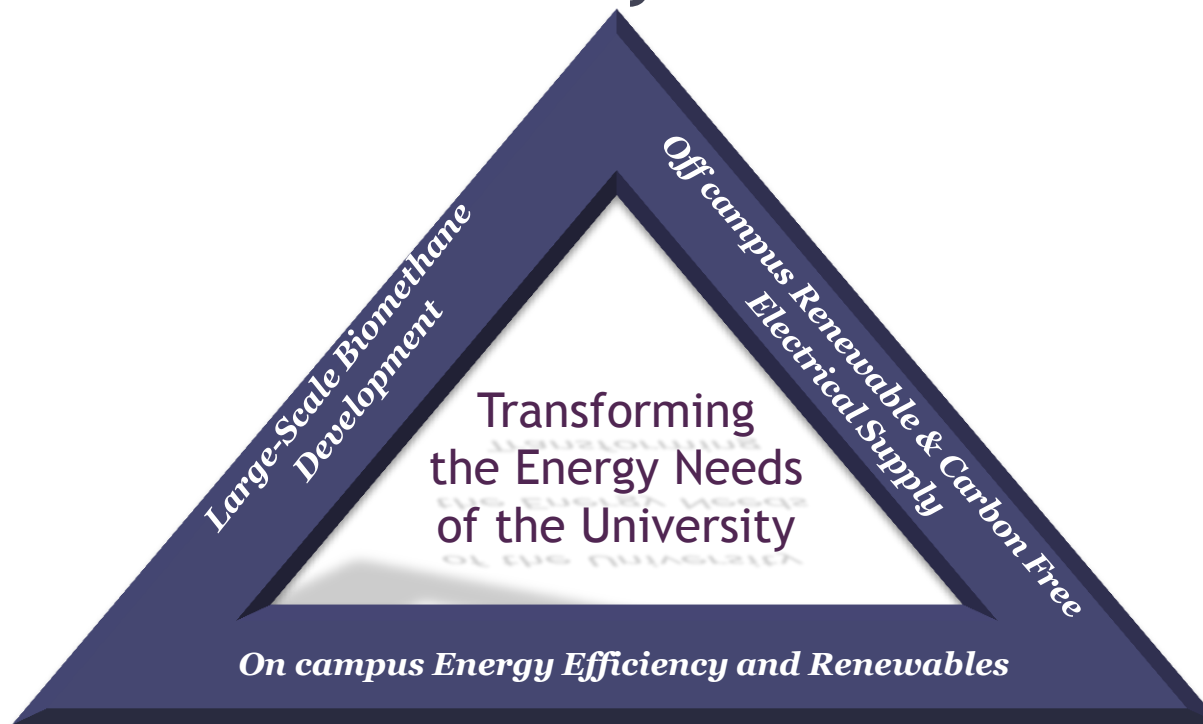 Large-Scale Biomethane
Development
Off campus Renewable & Carbon Free
Electrical Supply
Transforming
the Energy Needs
of the University
On campus Energy Efficiency and Renewables